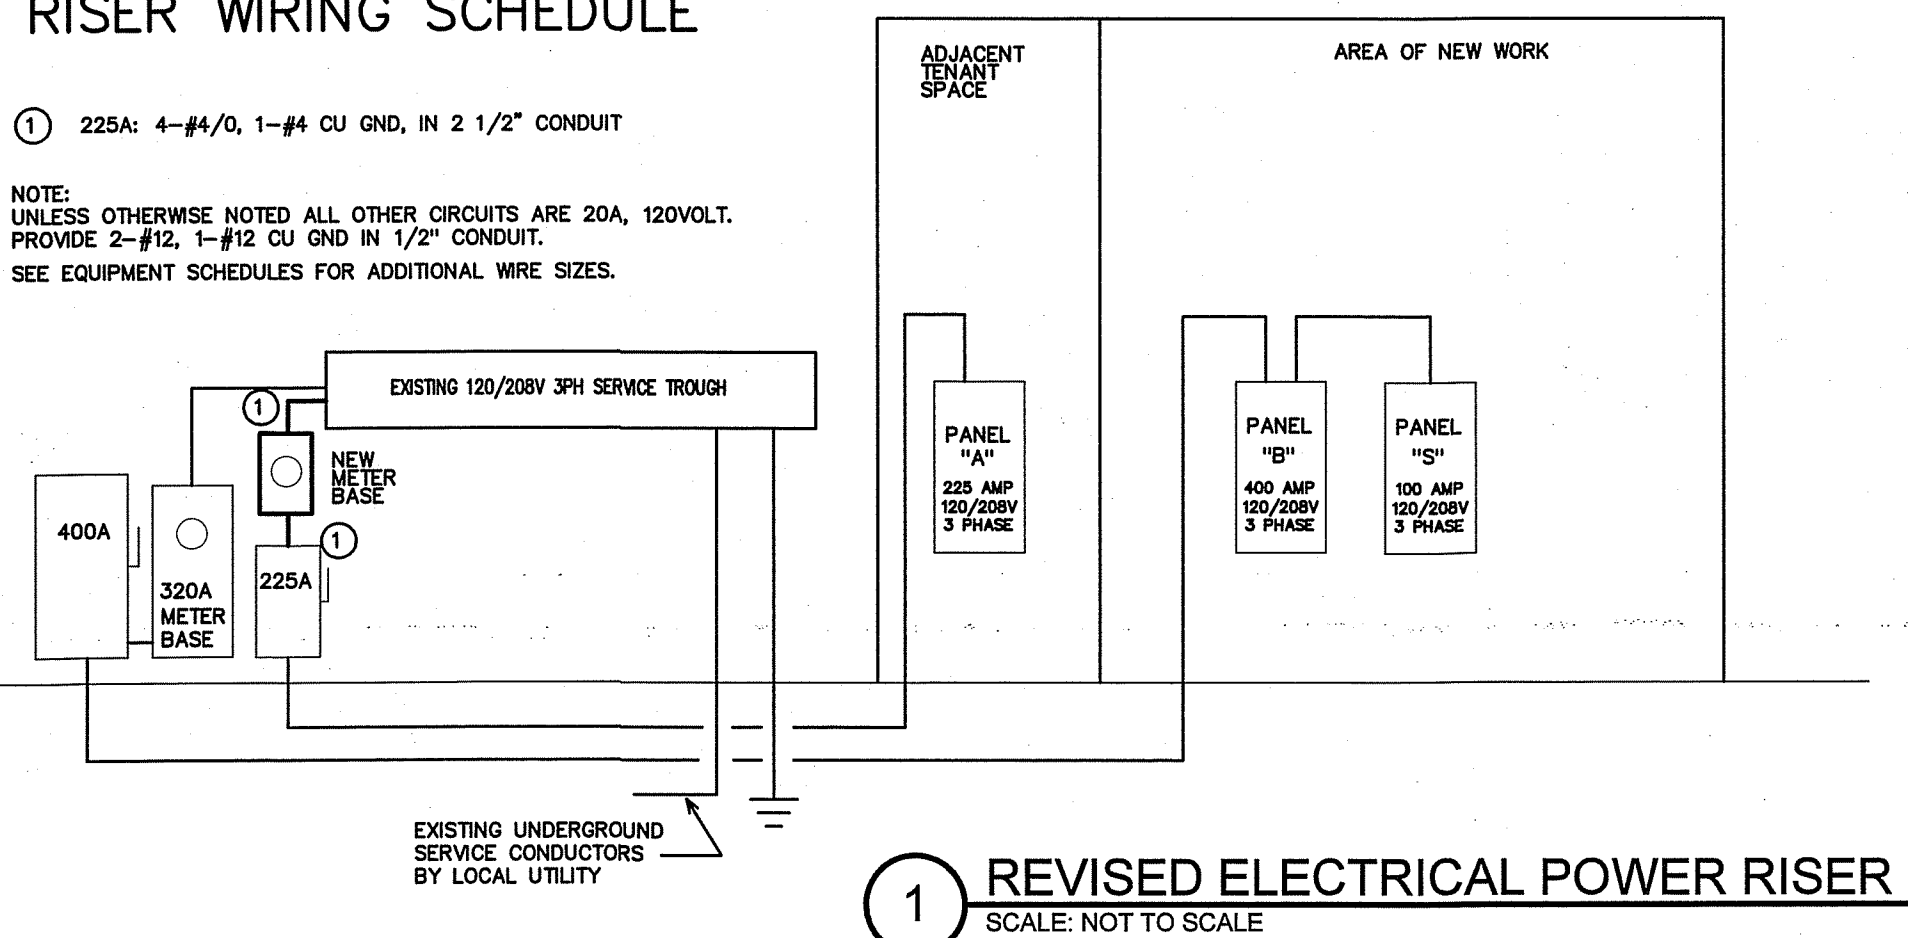 RISER WIRING SCHEDULE
1 225A: 4-#4/0, 1-#4 CU GND, IN 2 1/2" CONDUIT
NOTE:
UNLESS OTHERWISE NOTED ALL OTHER CIRCUITS ARE 20A, 120VOLT.
PROVIDE 2-#12, 1-#12 CU GND IN 1/2" CONDUIT.
SEE EQUIPMENT SCHEDULES FOR ADDITIONAL WIRE SIZES.
ADJACENT
TENANT
SPACE
AREA OF NEW WORK
EXISTING 120/208V 3PH SERVICE TROUGH
1
NEW
METER
BASE
400A
320A
METER
BASE
1
225A
PANEL
"A"
225 AMP
120/208V
3 PHASE
PANEL
"B"
400 AMP
120/208V
3 PHASE
PANEL
"S"
100 AMP
120/208V
3 PHASE
EXISTING UNDERGROUND
SERVICE CONDUCTORS
BY LOCAL UTILITY
1 REVISED ELECTRICAL POWER RISER
SCALE: NOT TO SCALE